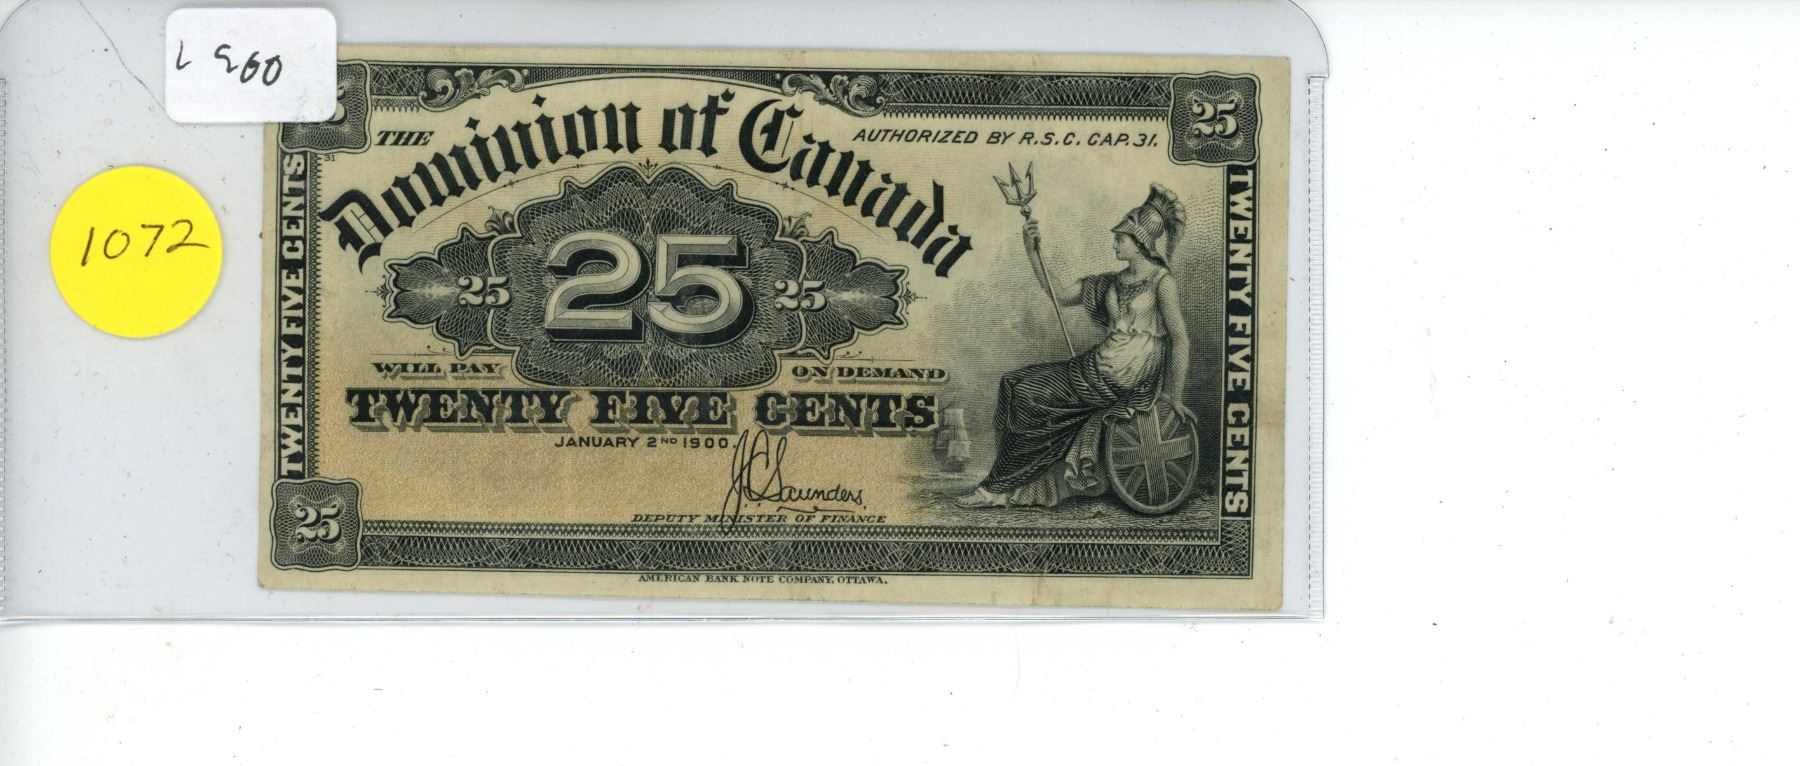 1072
25
THE
Dominion of Canada
AUTHORIZED BY R.S.C. CAP. 31.
25
31
TWENTY FIVE CENTS
25
25
25
TWENTY FIVE CENTS
WILL PAY
ON DEMAND
TWENTY FIVE CENTS
JANUARY 2ND 1900.
J.C. Saunders
DEPUTY MINISTER OF FINANCE
25
AMERICAN BANK NOTE COMPANY, OTTAWA.